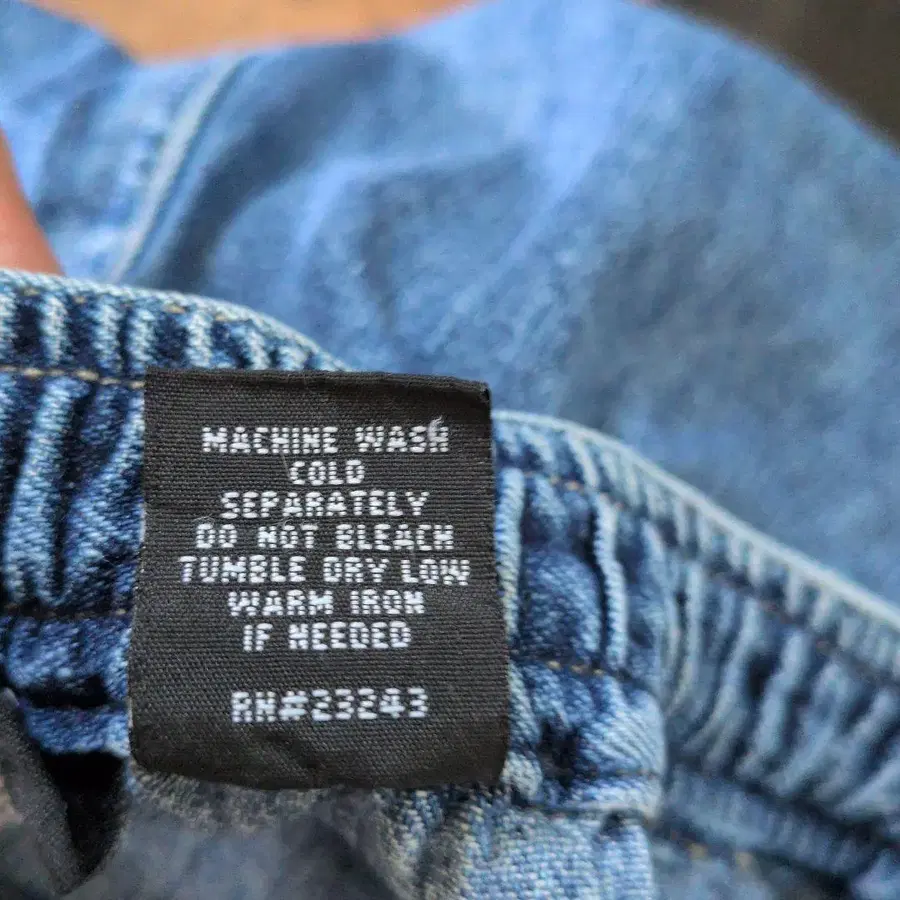 MACHINE WASH
COLD
SEPARATELY
DO NOT BLEACH
TUMBLE DRY LOW
WARM IRON
IF NEEDED
RN#23243